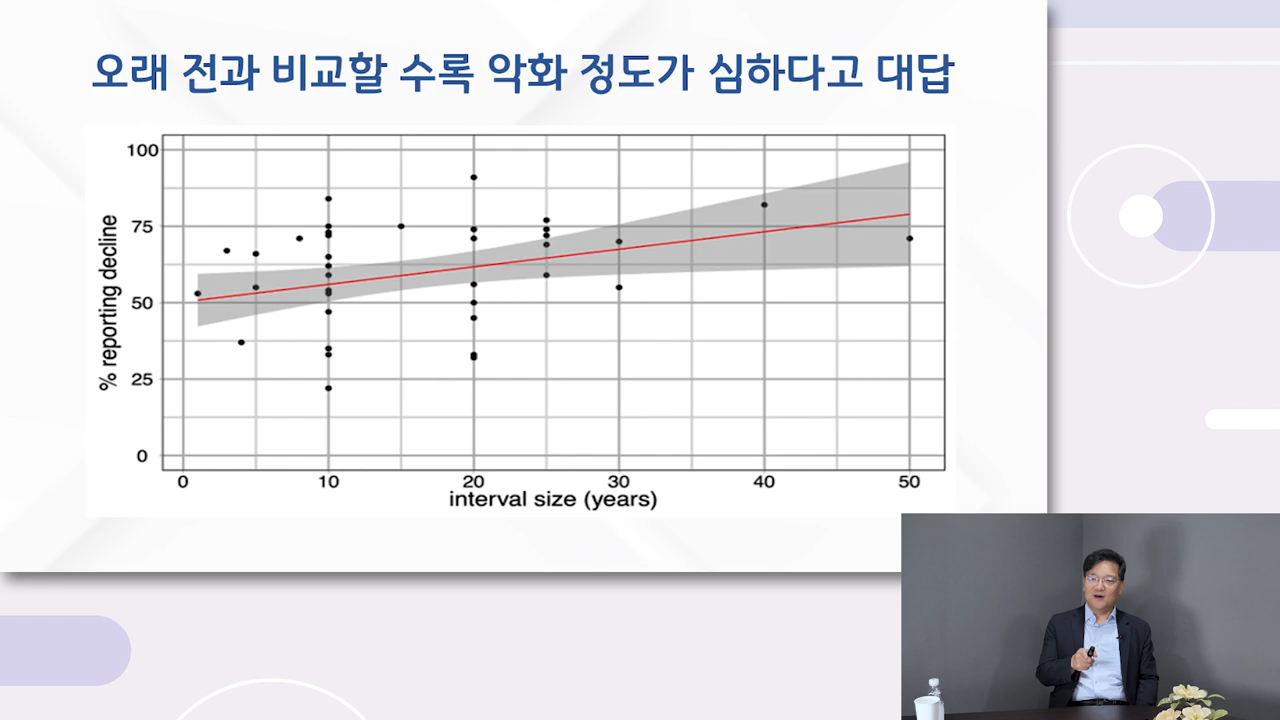 오래 전과 비교할 수록 악화 정도가 심하다고 대답
100
75
50
25
0
% reporting decline
0 10 20 30 40 50
interval size (years)